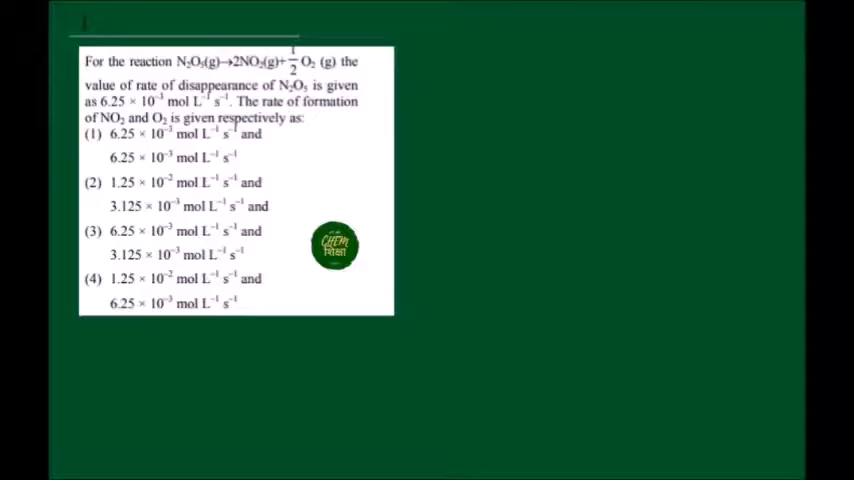 1
For the reaction N₂O₅(g)→2NO₂(g)+ 1/2 O₂ (g) the
value of rate of disappearance of N₂O₅ is given
as 6.25 × 10⁻³ mol L⁻¹ s⁻¹. The rate of formation
of NO₂ and O₂ is given respectively as:
(1) 6.25 × 10⁻³ mol L⁻¹ s⁻¹ and
6.25 × 10⁻³ mol L⁻¹ s⁻¹
(2) 1.25 × 10⁻² mol L⁻¹ s⁻¹ and
3.125 × 10⁻³ mol L⁻¹ s⁻¹ and
(3) 6.25 × 10⁻³ mol L⁻¹ s⁻¹ and
3.125 × 10⁻³ mol L⁻¹ s⁻¹
(4) 1.25 × 10⁻² mol L⁻¹ s⁻¹ and
6.25 × 10⁻³ mol L⁻¹ s⁻¹
CHEM
शिक्षा